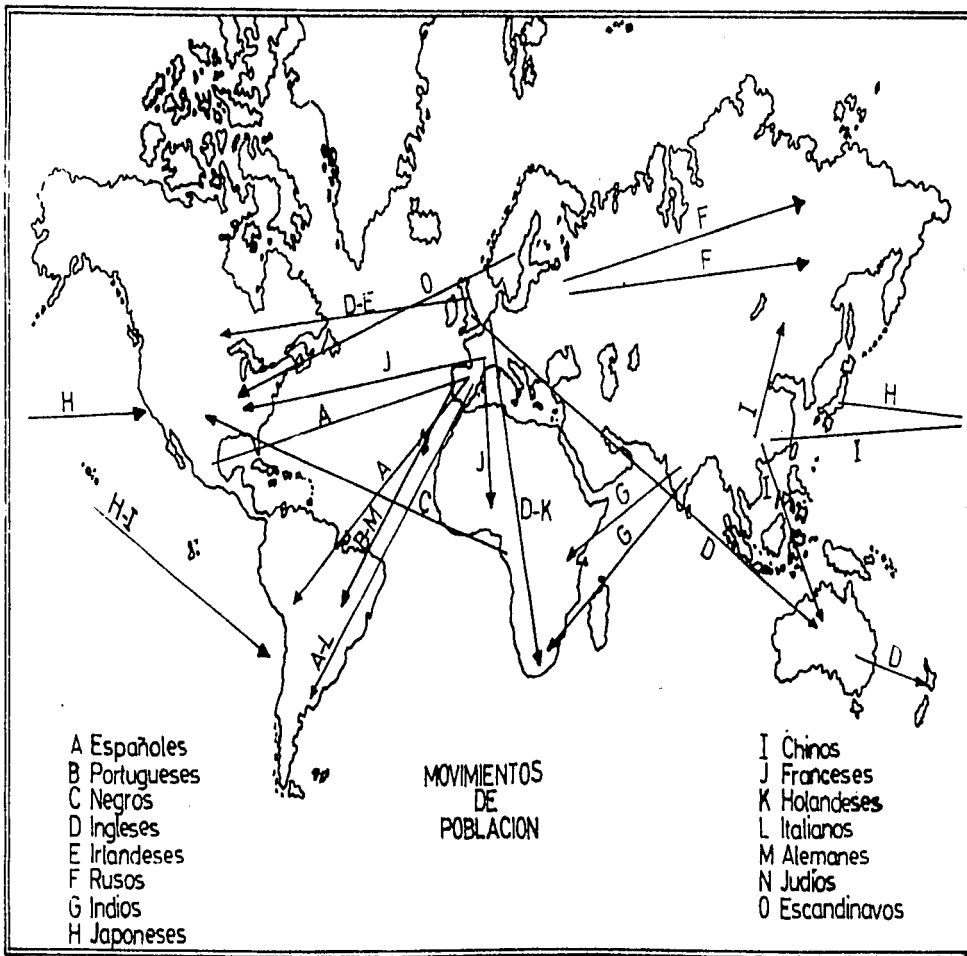 O
F
F
D-E
J
H
A
H
I
I
A
J
C
G
I
B-M
D-K
G
H-I
D
A-L
D
A Españoles
B Portugueses
C Negros
D Ingleses
E Irlandeses
F Rusos
G Indios
H Japoneses
MOVIMIENTOS
DE
POBLACION
I Chinos
J Franceses
K Holandeses
L Italianos
M Alemanes
N Judíos
O Escandinavos